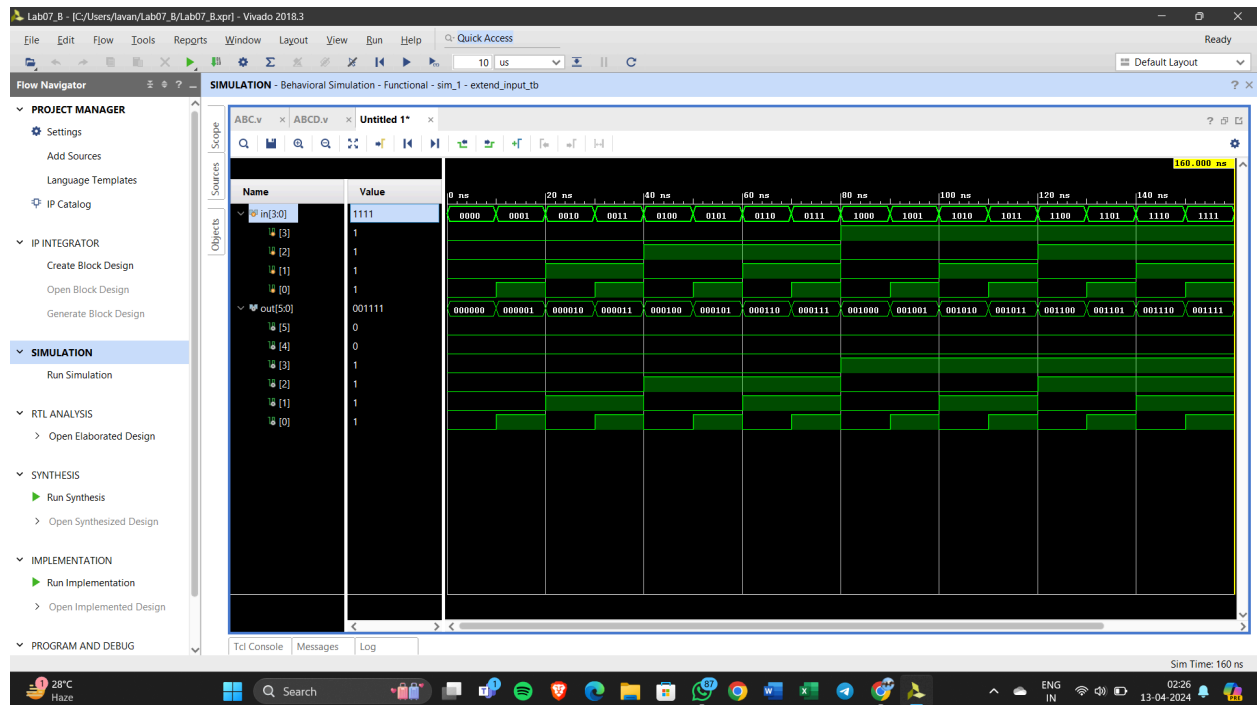 Lab07_B - [C:/Users/lavan/Lab07_B/Lab07_B.xpr] - Vivado 2018.3
File Edit Flow Tools Reports Window Layout View Run Help Quick Access Ready
10 us Default Layout
Flow Navigator SIMULATION - Behavioral Simulation - Functional - sim_1 - extend_input_tb
PROJECT MANAGER
Settings
Add Sources
Language Templates
IP Catalog
IP INTEGRATOR
Create Block Design
Open Block Design
Generate Block Design
SIMULATION
Run Simulation
RTL ANALYSIS
Open Elaborated Design
SYNTHESIS
Run Synthesis
Open Synthesized Design
IMPLEMENTATION
Run Implementation
Open Implemented Design
PROGRAM AND DEBUG
Scope
Sources
Objects
ABC.v ABCD.v Untitled 1*
160.000 ns
Name Value 0 ns 20 ns 40 ns 60 ns 80 ns 100 ns 120 ns 140 ns
in[3:0] 1111 0000 0001 0010 0011 0100 0101 0110 0111 1000 1001 1010 1011 1100 1101 1110 1111
[3] 1
[2] 1
[1] 1
[0] 1
out[5:0] 001111 000000 000001 000010 000011 000100 000101 000110 000111 001000 001001 001010 001011 001100 001101 001110 001111
[5] 0
[4] 0
[3] 1
[2] 1
[1] 1
[0] 1
Tcl Console Messages Log
Sim Time: 160 ns
1 28°C
Haze
Search
87
ENG
IN
02:26
13-04-2024
PRE